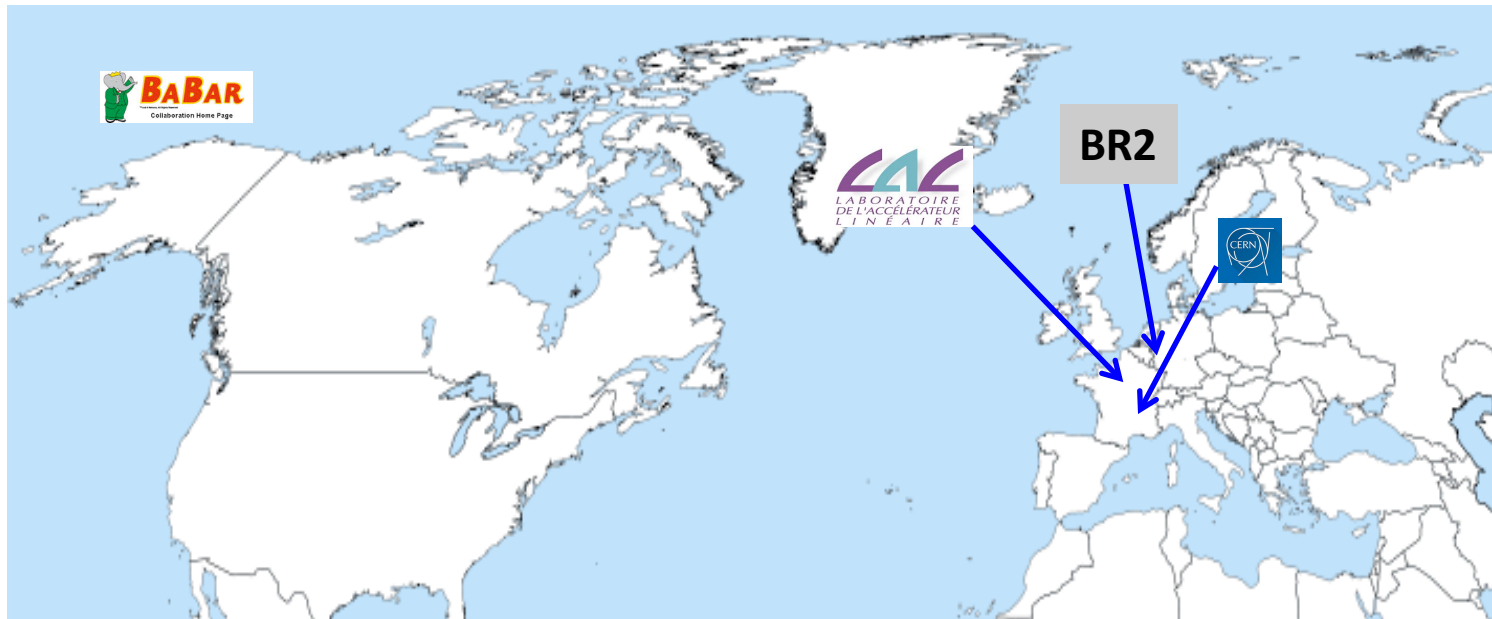 BABAR
Collaboration Home Page
LABORATOIRE
DE L'ACCÉLÉRATEUR
LINÉAIRE
BR2
CERN